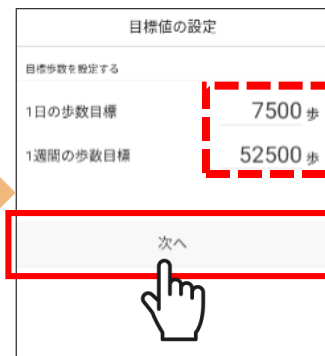 目標値の設定
目標歩数を設定する
1日の歩数目標 7500 歩
1週間の歩数目標 52500 歩
次へ